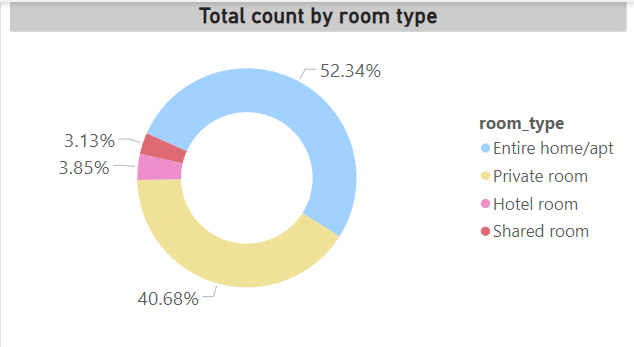 Total count by room type
52.34%
3.13%
3.85%
40.68%
room_type
Entire home/apt
Private room
Hotel room
Shared room